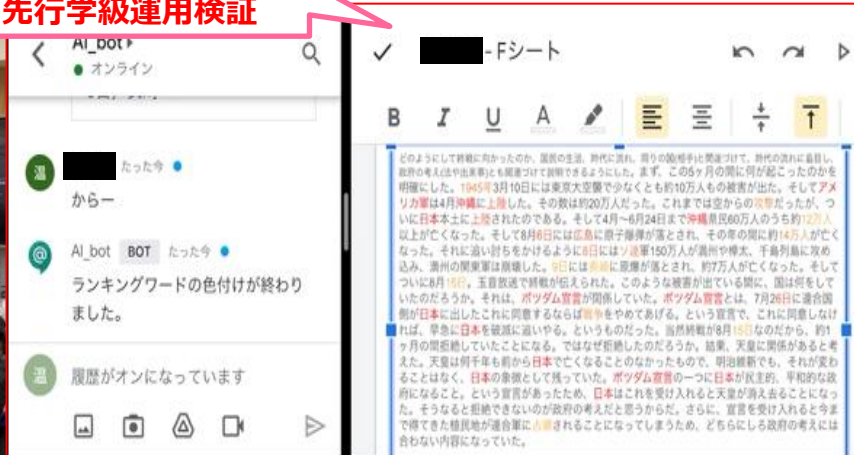 先行学級運用検証
AI_bot
オンライン
たった今
からー
AI_bot BOT たった今
ランキングワードの色付けが終わり
ました。
履歴がオンになっています
- Fシート
B I U A
どのようにして終戦に向かったのか、国民の生活、時代に流れ、周りの国(相手)と関連づけて、時代の流れに着目し、
政府の考え(法や出来事)とも関連づけて説明できるようにした。まず、この5ヶ月の間に何が起こったのかを
明確にした。1945年3月10日には東京大空襲で少なくとも約10万人もの被害が出た。そしてアメ
リカ軍は4月沖縄に上陸した。その数は約20万人だった。これまでは空からの攻撃だったが、つ
いに日本本土に上陸されたのである。そして4月～6月24日まで沖縄県民60万人のうち約12万人
以上が亡くなった。そして8月6日には広島に原子爆弾が落とされ、その年の間に約14万人が亡く
なった。それに追い討ちをかけるように8日にはソ連軍150万人が満州や樺太、千島列島に攻め
込み、満州の関東軍は崩壊した。9日には長崎に原爆が落とされ、約7万人が亡くなった。そして
ついに8月15日。玉音放送で終戦が伝えられた。このような被害が出ている間に、国は何をして
いたのだろうか。それは、ポツダム宣言が関係していた。ポツダム宣言とは、7月26日に連合国
側が日本に出したこれに同意するならば戦争をやめてあげる。という宣言で、これに同意しなけ
れば、早急に日本を破滅に追いやる。というものだった。当然終戦が8月15日なのだから、約1
ヶ月の間拒絶していたことになる。ではなぜ拒絶したのだろうか。結果、天皇に関係があると考
えた。天皇は何千年も前から日本で亡くなることのなかったもので、明治維新でも、それが変わ
ることはなく、日本の象徴として残っていた。ポツダム宣言の一つに日本が民主的、平和的な政
府になること。という宣言があったため、日本はこれを受け入れると天皇が消え去ることになっ
た。そうなると拒絶できないのが政府の考えだと思うからだ。さらに、宣言を受け入れると今ま
で得てきた植民地が連合軍に占領されることになってしまうため、どちらにしろ政府の考えには
合わない内容になっていた。